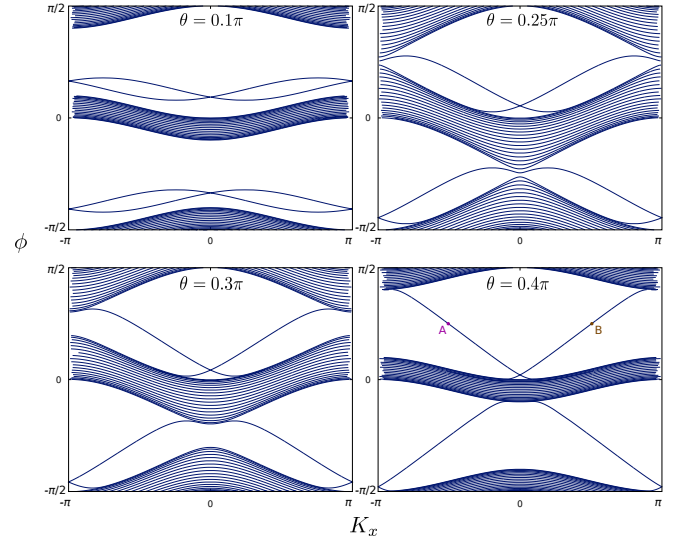 π/2
θ = 0.1π
0
-π/2
-π
0
π
π/2
θ = 0.25π
0
-π/2
-π
0
π
ϕ
π/2
θ = 0.3π
0
-π/2
-π
0
π
π/2
θ = 0.4π
A
B
0
-π/2
-π
0
π
K_x